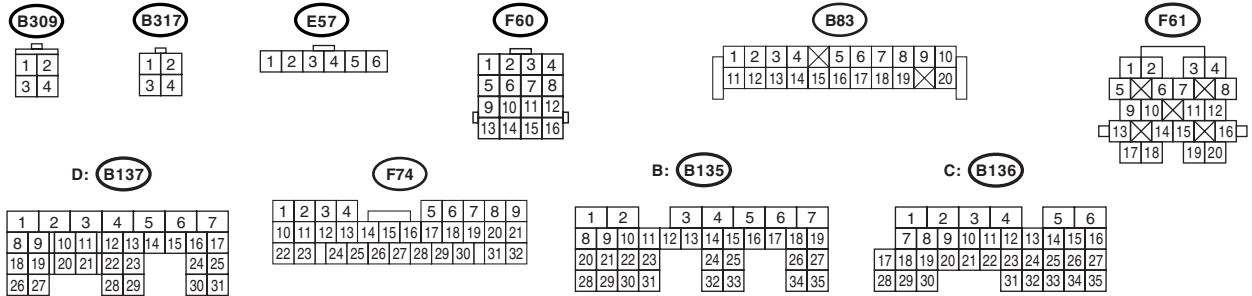 B309 B317 E57 F60 B83 F61
1 2
3 4
1 2
3 4
1 2 3 4 5 6
1 2 3 4
5 6 7 8
9 10 11 12
13 14 15 16
1 2 3 4 5 6 7 8 9 10
11 12 13 14 15 16 17 18 19 20
1 2 3 4
5 6 7 8
9 10 11 12
13 14 15 16
17 18 19 20
D: B137 F74 B: B135 C: B136
1 2 3 4 5 6 7
8 9 10 11 12 13 14 15 16 17
18 19 20 21 22 23 24 25
26 27 28 29 30 31
1 2 3 4 5 6 7 8 9
10 11 12 13 14 15 16 17 18 19 20 21
22 23 24 25 26 27 28 29 30 31 32
1 2 3 4 5 6 7
8 9 10 11 12 13 14 15 16 17 18 19
20 21 22 23 24 25 26 27
28 29 30 31 32 33 34 35
1 2 3 4 5 6
7 8 9 10 11 12 13 14 15 16
17 18 19 20 21 22 23 24 25 26 27
28 29 30 31 32 33 34 35